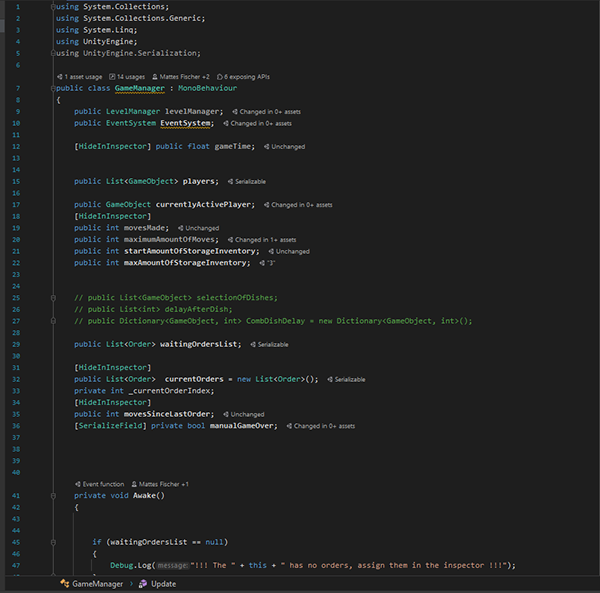 1 using System.Collections;
2 using System.Collections.Generic;
3 using System.Linq;
4 using UnityEngine;
5 using UnityEngine.Serialization;
6
1 asset usage 14 usages Mattes Fischer +2 6 exposing APIs
7 public class GameManager : MonoBehaviour
8 {
9 public LevelManager levelManager; Changed in 0+ assets
10 public EventSystem EventSystem; Changed in 0+ assets
11
12 [HideInInspector] public float gameTime; Unchanged
13
14
15 public List<GameObject> players; Serializable
16
17 public GameObject currentlyActivePlayer; Changed in 0+ assets
18 [HideInInspector]
19 public int movesMade; Unchanged
20 public int maximumAmountOfMoves; Changed in 1+ assets
21 public int startAmountOfStorageInventory; Unchanged
22 public int maxAmountOfStorageInventory; "3"
23
24
25 // public List<GameObject> selectionOfDishes;
26 // public List<int> delayAfterDish;
27 // public Dictionary<GameObject, int> CombDishDelay = new Dictionary<GameObject, int>();
28
29 public List<Order> waitingOrdersList; Serializable
30
31 [HideInInspector]
32 public List<Order> currentOrders = new List<Order>(); Serializable
33 private int _currentOrderIndex;
34 [HideInInspector]
35 public int movesSinceLastOrder; Unchanged
36 [SerializeField] private bool manualGameOver; Changed in 0+ assets
37
38
39
40
Event function Mattes Fischer +1
41 private void Awake()
42 {
43
44
45 if (waitingOrdersList == null)
46 {
47 Debug.Log(message: "!!! The " + this + " has no orders, assign them in the inspector !!!");
GameManager > Update